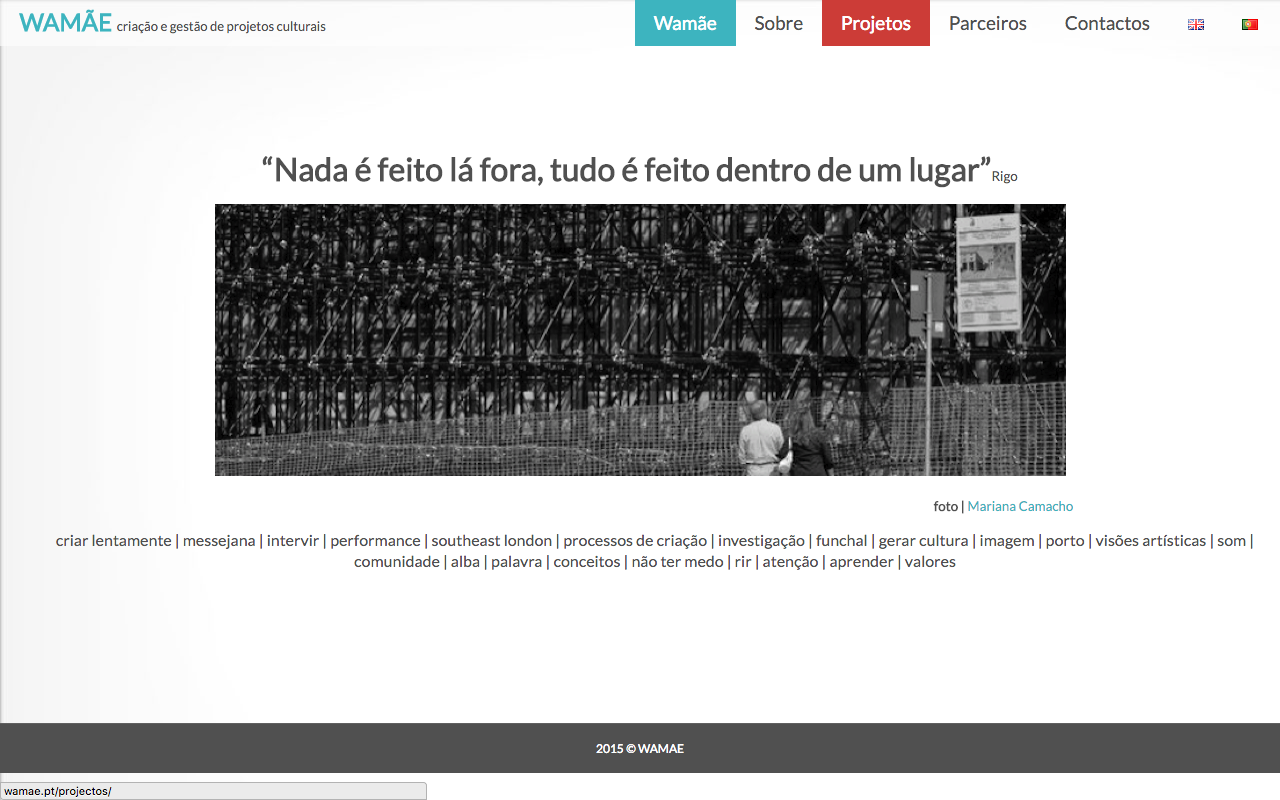 WAMÃE criação e gestão de projetos culturais
Wamãe Sobre Projetos Parceiros Contactos
“Nada é feito lá fora, tudo é feito dentro de um lugar” Rigo
foto | Mariana Camacho
criar lentamente | messejana | intervir | performance | southeast london | processos de criação | investigação | funchal | gerar cultura | imagem | porto | visões artísticas | som |
comunidade | alba | palavra | conceitos | não ter medo | rir | atenção | aprender | valores
2015 © WAMAE
wamae.pt/projectos/